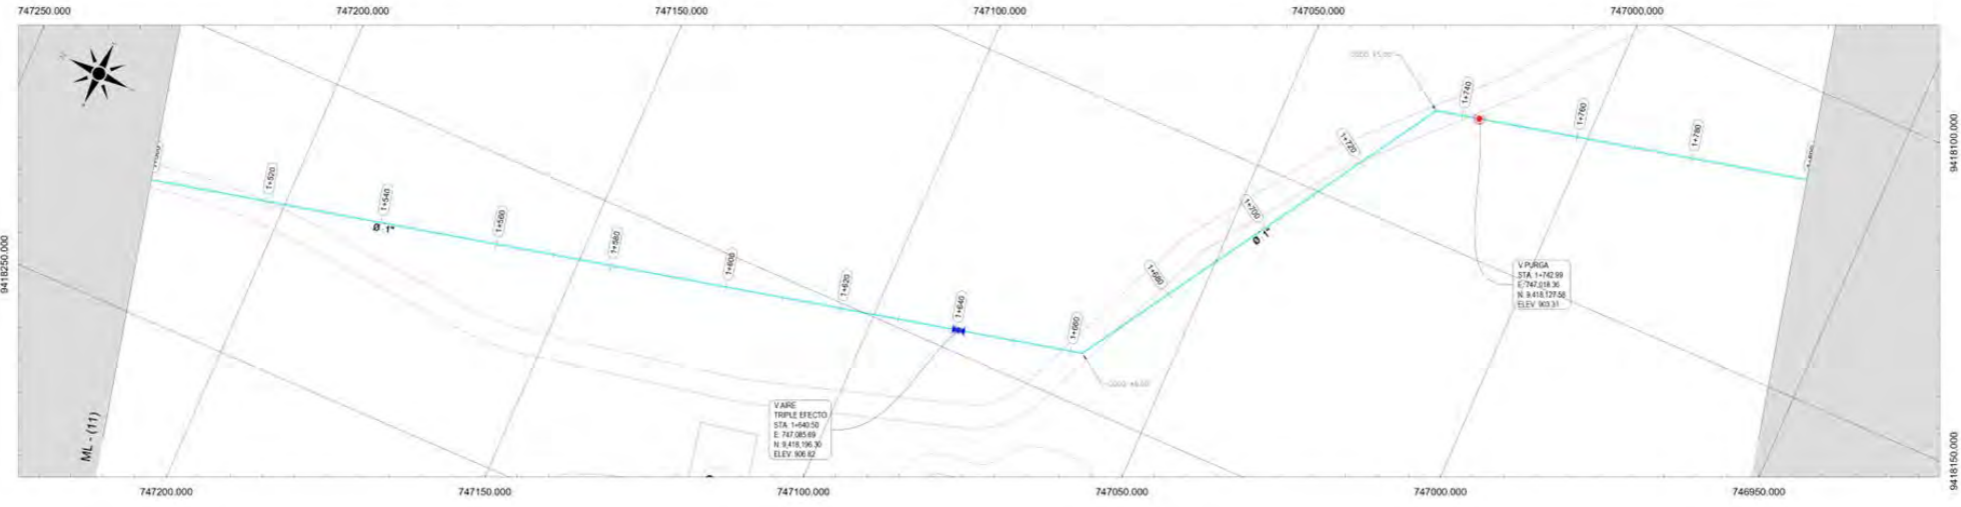 747250.000
747200.000
747150.000
747100.000
747050.000
747000.000
1+520
1+540
Ø 1"
1+560
1+580
1+600
1+620
1+640
1+660
1+680
1+700
Ø 1"
1+720
1+740
1+760
1+780
V.PURGA
STA: 1+742.99
E: 747,018.36
N: 9,418,127.58
ELEV: 903.31
V.AIRE
TRIPLE EFECTO
STA: 1+640.50
E: 747,085.69
N: 9,418,196.30
ELEV: 906.62
ML - (11)
9418250.000
9418100.000
9418150.000
747200.000
747150.000
747100.000
747050.000
747000.000
746950.000